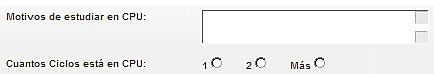 Motivos de estudiar en CPU:
Cuantos Ciclos está en CPU: 1 2 Más